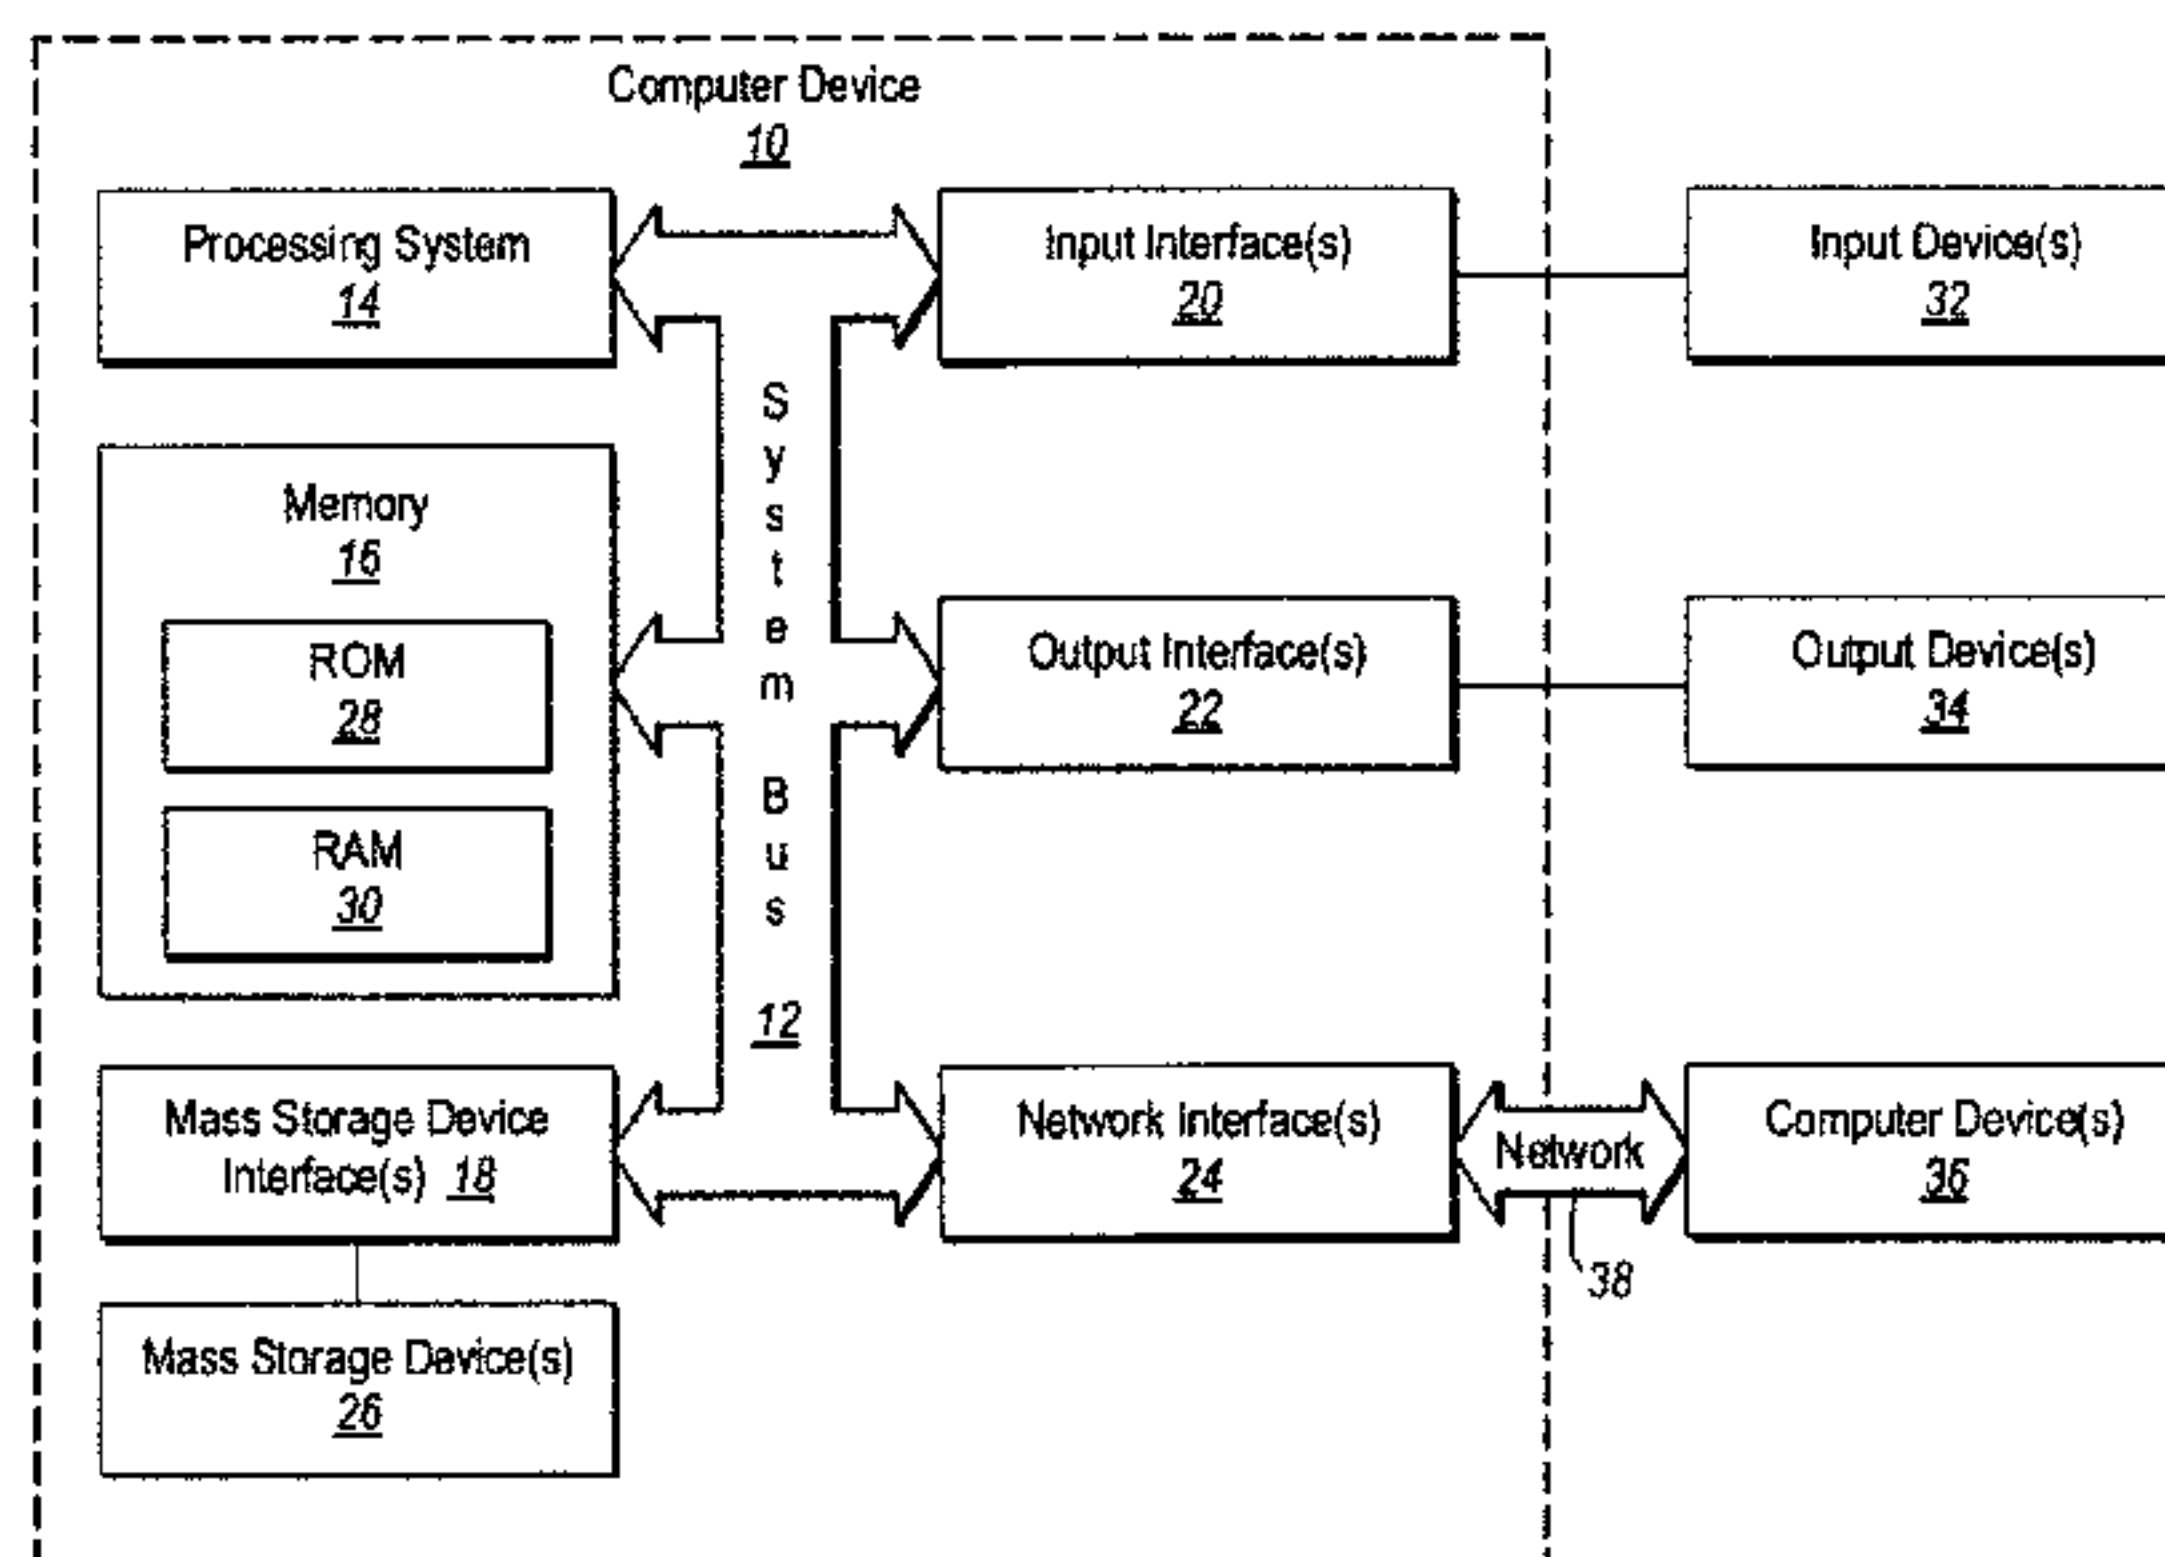 Computer Device
10
Processing System
14
Input Interface(s)
20
Input Device(s)
32
System Bus 12
Memory
16
ROM
28
RAM
30
Output Interface(s)
22
Output Device(s)
34
Mass Storage Device
Interface(s) 18
Network Interface(s)
24
Network
38
Computer Device(s)
36
Mass Storage Device(s)
26